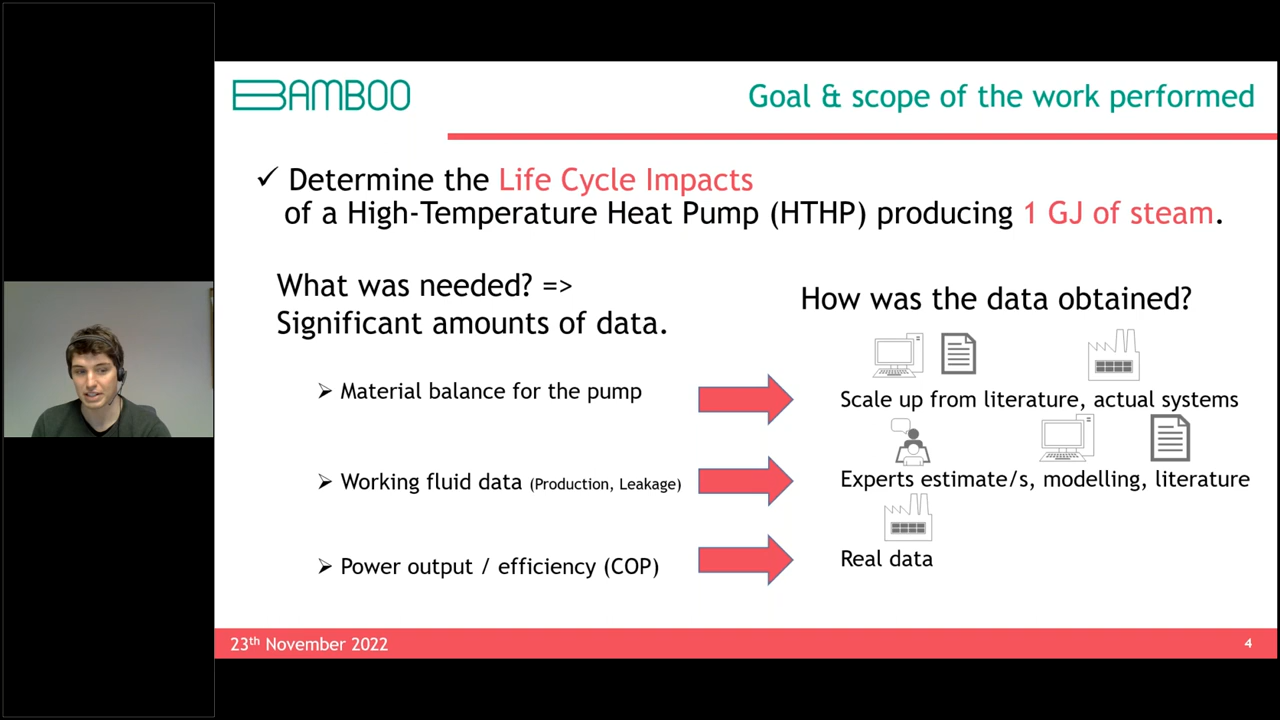 BAMBOO
Goal & scope of the work performed
✓ Determine the Life Cycle Impacts
of a High-Temperature Heat Pump (HTHP) producing 1 GJ of steam.
What was needed? =>
Significant amounts of data.
➢ Material balance for the pump
➢ Working fluid data (Production, Leakage)
➢ Power output / efficiency (COP)
How was the data obtained?
Scale up from literature, actual systems
Experts estimate/s, modelling, literature
Real data
23th November 2022
4